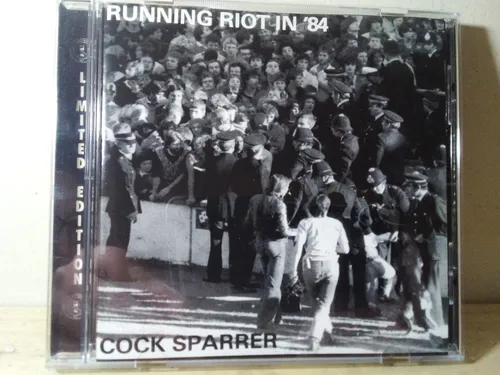 RUNNING RIOT IN '84
LIMITED EDITION
COCK SPARRER